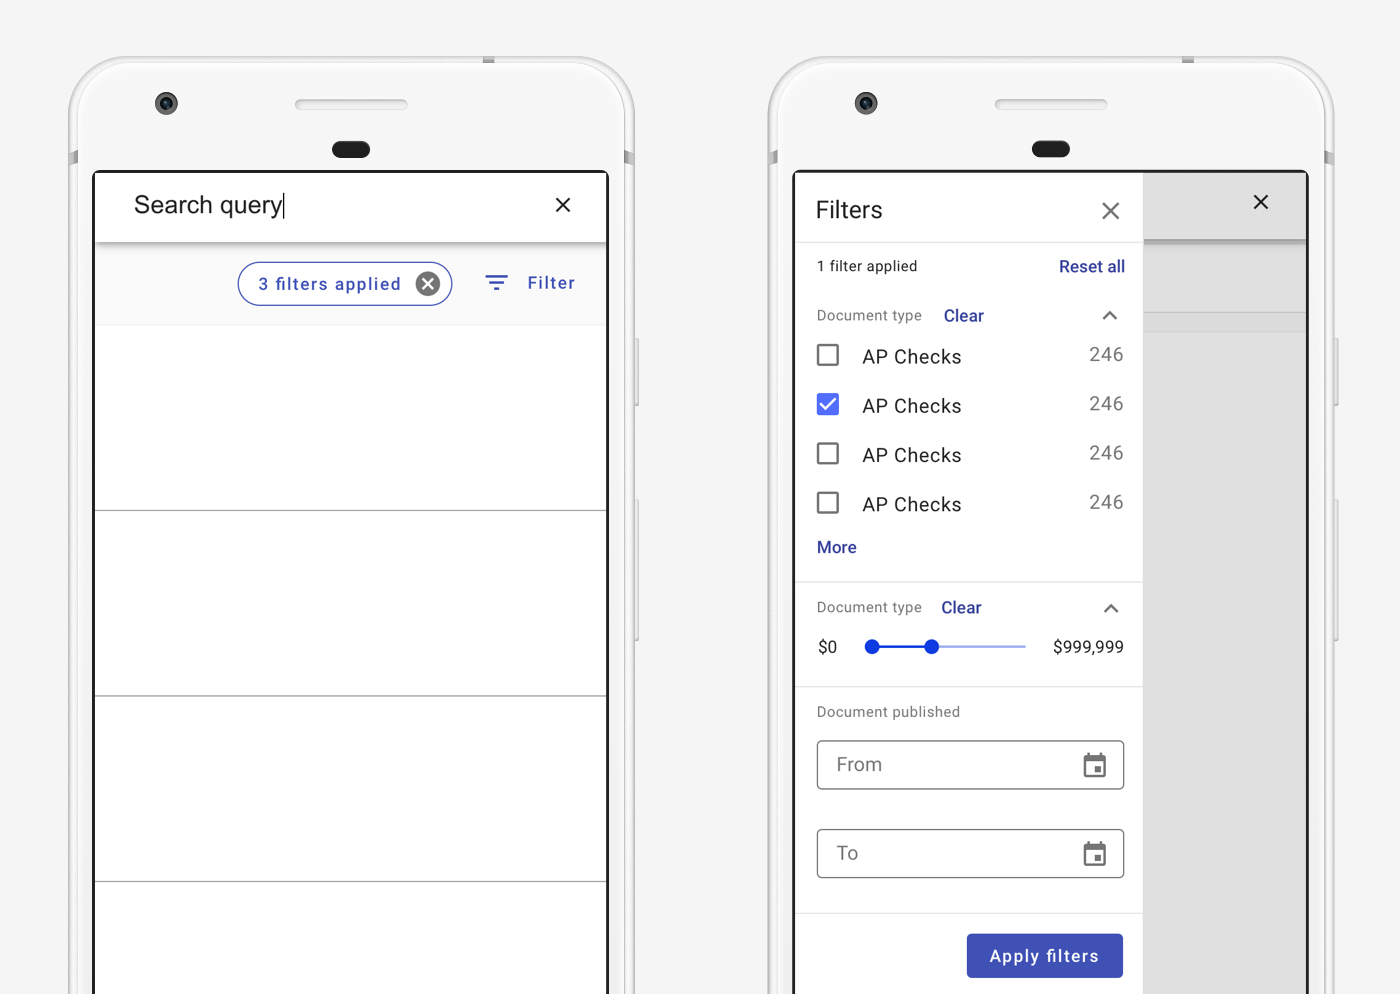 Search query
3 filters applied
Filter
Filters
1 filter applied
Reset all
Document type Clear
AP Checks 246
AP Checks 246
AP Checks 246
AP Checks 246
More
Document type Clear
$0 $999,999
Document published
From
To
Apply filters